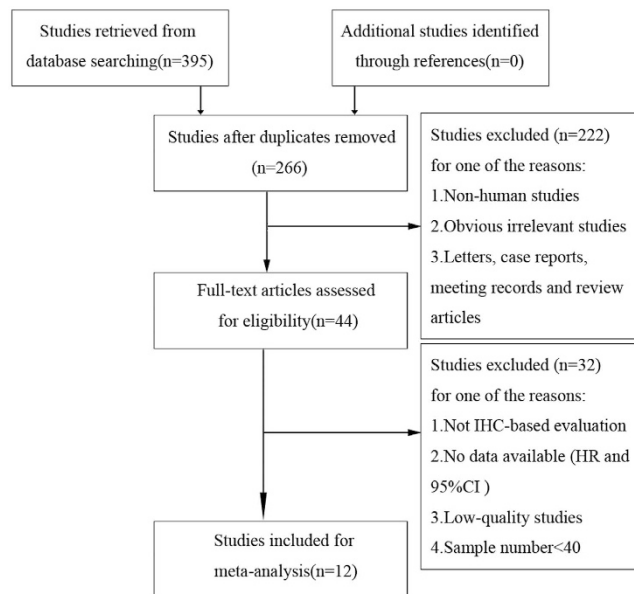 Studies retrieved from
database searching(n=395)
Additional studies identified
through references(n=0)
Studies after duplicates removed
(n=266)
Studies excluded (n=222)
for one of the reasons:
1.Non-human studies
2.Obvious irrelevant studies
3.Letters, case reports,
meeting records and review
articles
Full-text articles assessed
for eligibility(n=44)
Studies excluded (n=32)
for one of the reasons:
1.Not IHC-based evaluation
2.No data available (HR and
95%CI )
3.Low-quality studies
4.Sample number<40
Studies included for
meta-analysis(n=12)